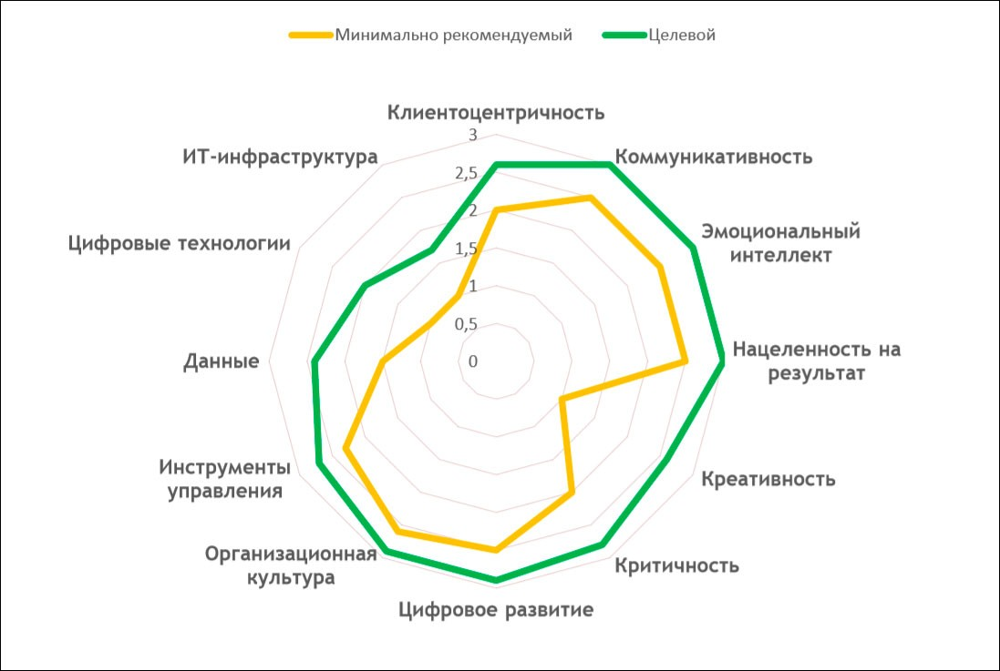 Минимально рекомендуемый
Целевой
Клиентоцентричность
Коммуникативность
Эмоциональный
интеллект
Нацеленность на
результат
Креативность
Критичность
Цифровое развитие
Организационная
культура
Инструменты
управления
Данные
Цифровые технологии
ИТ-инфраструктура
3
2,5
2
1,5
1
0,5
0